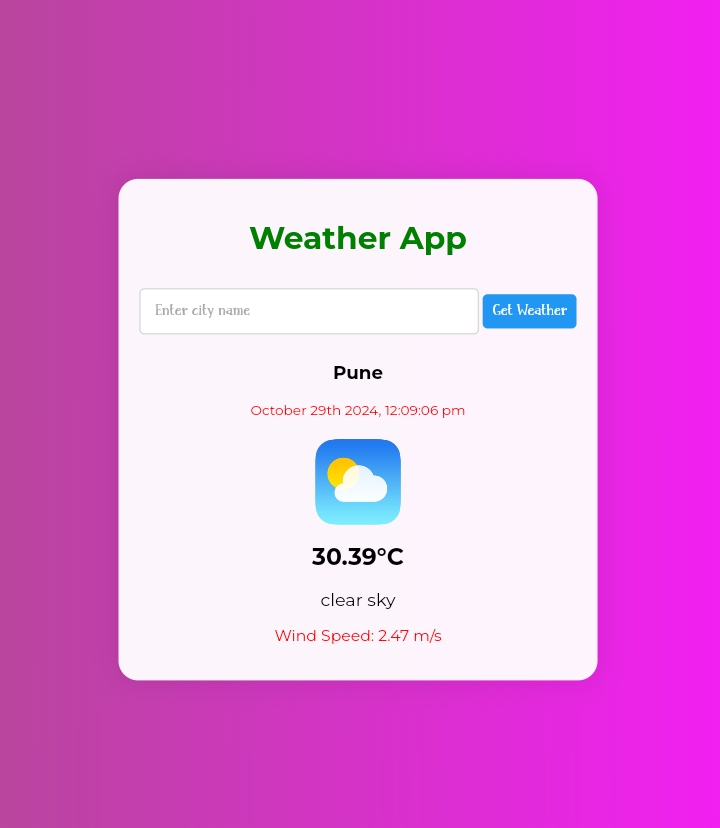 Weather App
Enter city name
Get Weather
Pune
October 29th 2024, 12:09:06 pm
30.39°C
clear sky
Wind Speed: 2.47 m/s